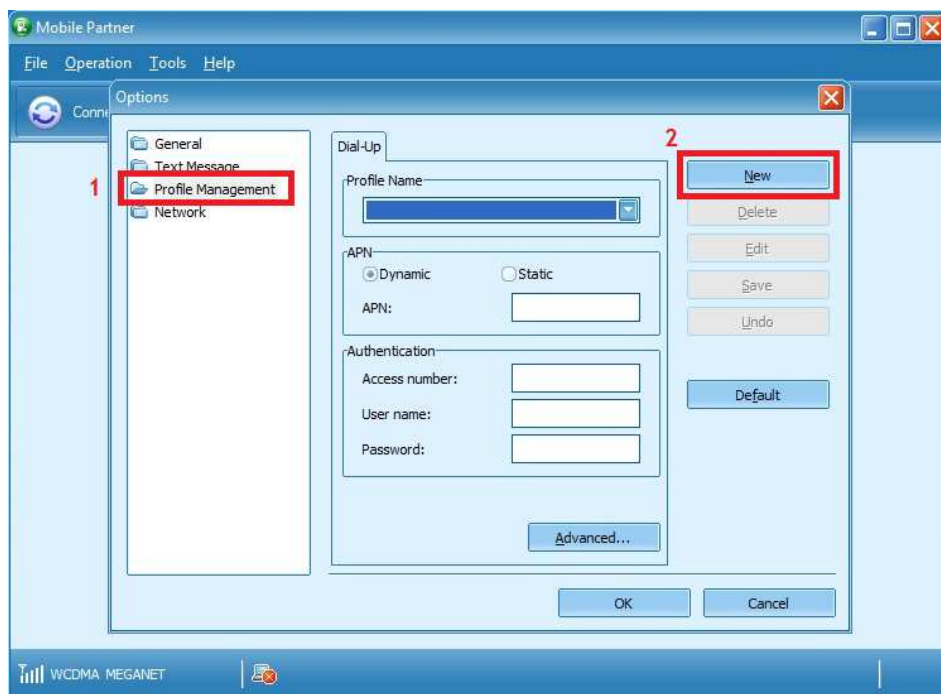 Mobile Partner
File Operation Tools Help
Conne
Options
General
Text Message
1 Profile Management
Network
Dial-Up
Profile Name
APN
Dynamic Static
APN:
Authentication
Access number:
User name:
Password:
Advanced...
2
New
Delete
Edit
Save
Undo
Default
OK Cancel
WCDMA MEGANET